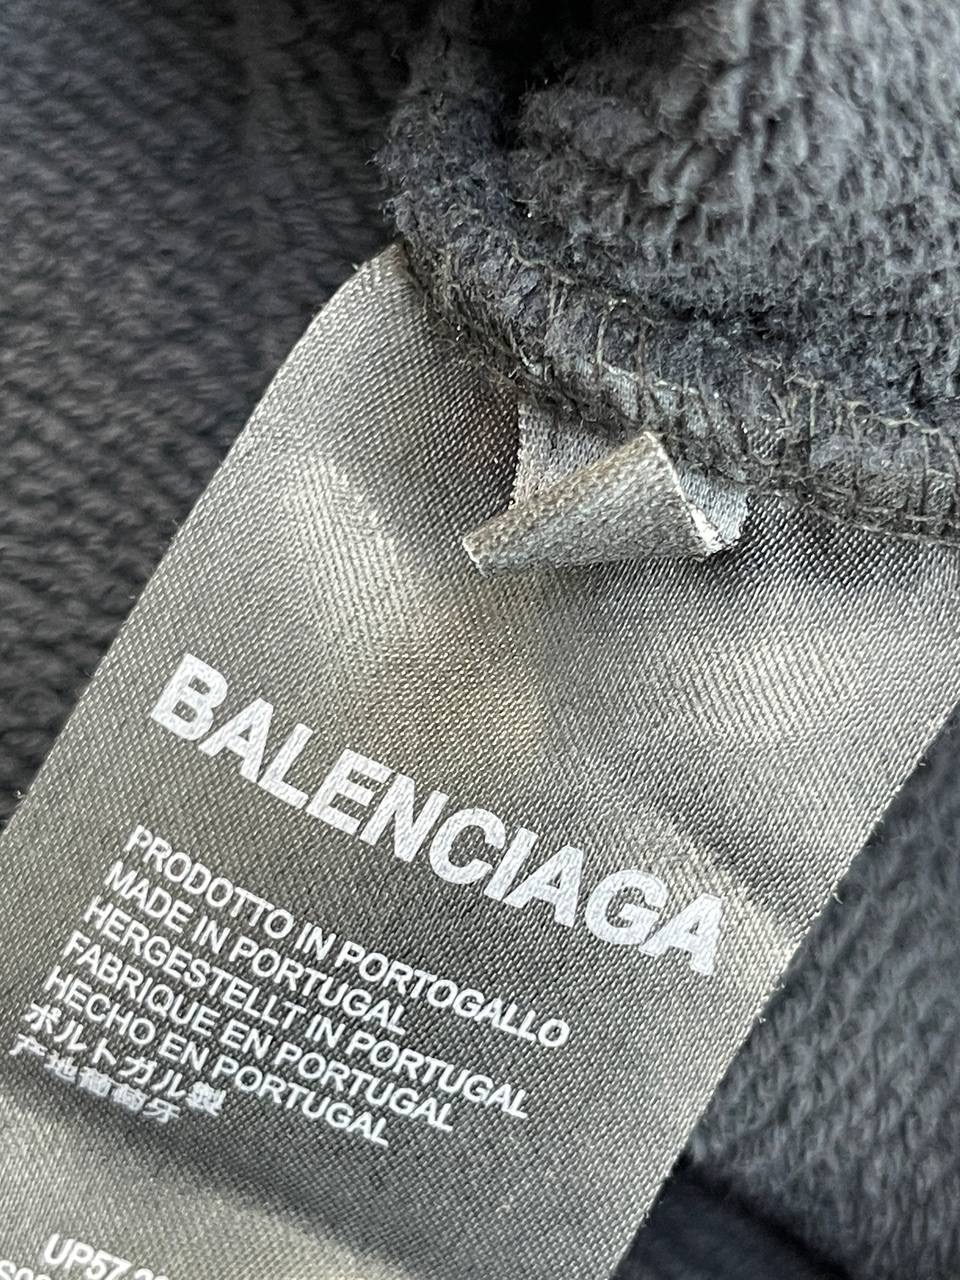 BALENCIAGA
PRODOTTO IN PORTOGALLO
MADE IN PORTUGAL
HERGESTELLT IN PORTUGAL
FABRIQUE EN PORTUGAL
HECHO EN PORTUGAL
ポルトガル製
产地葡萄牙